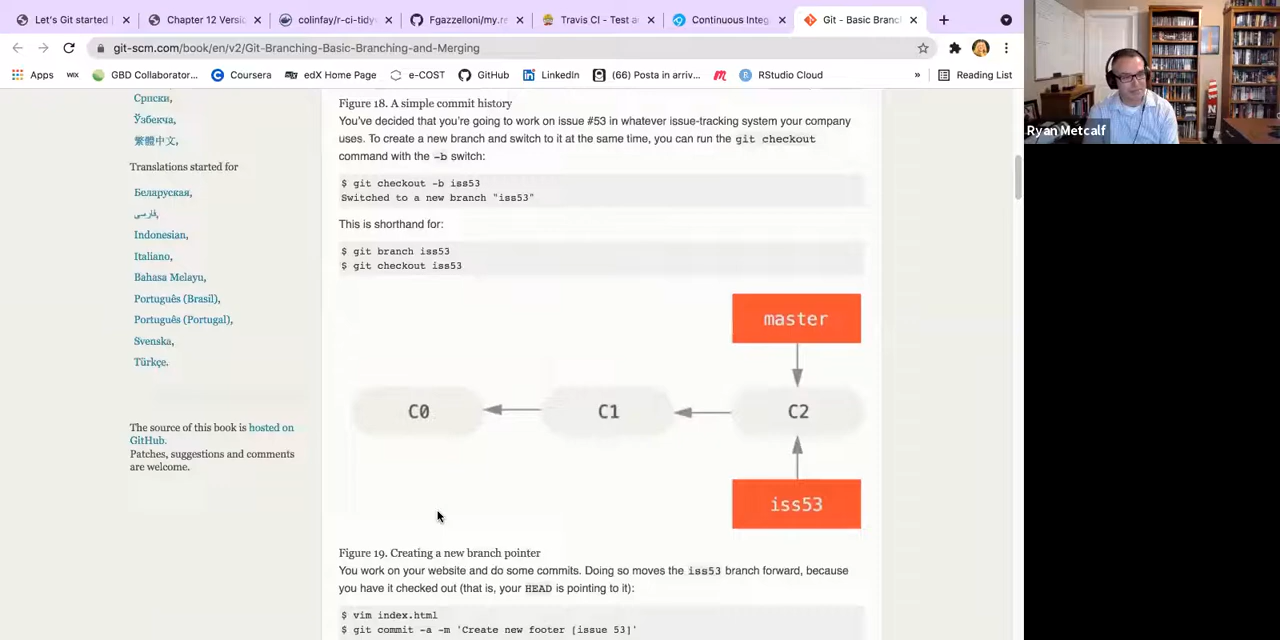 Let's Git started |
Chapter 12 Versio
colinfay/r-ci-tidy
Fgazzelloni/my.re
Travis CI - Test a
Continuous Integ
Git - Basic Branch
git-scm.com/book/en/v2/Git-Branching-Basic-Branching-and-Merging
Apps
WIX
GBD Collaborator...
Coursera
edX Home Page
e-COST
GitHub
LinkedIn
(66) Posta in arriv...
RStudio Cloud
»
Reading List
Ryan Metcalf
Српски,
Ўзбекча,
繁體中文,
Translations started for
Беларуская,
فارسی,
Indonesian,
Italiano,
Bahasa Melayu,
Português (Brasil),
Português (Portugal),
Svenska,
Türkçe.
The source of this book is hosted on
GitHub.
Patches, suggestions and comments
are welcome.
Figure 18. A simple commit history
You've decided that you're going to work on issue #53 in whatever issue-tracking system your company
uses. To create a new branch and switch to it at the same time, you can run the git checkout
command with the -b switch:
$ git checkout -b iss53
Switched to a new branch "iss53"
This is shorthand for:
$ git branch iss53
$ git checkout iss53
master
C0
C1
C2
iss53
Figure 19. Creating a new branch pointer
You work on your website and do some commits. Doing so moves the iss53 branch forward, because
you have it checked out (that is, your HEAD is pointing to it):
$ vim index.html
$ git commit -a -m 'Create new footer [issue 53]'